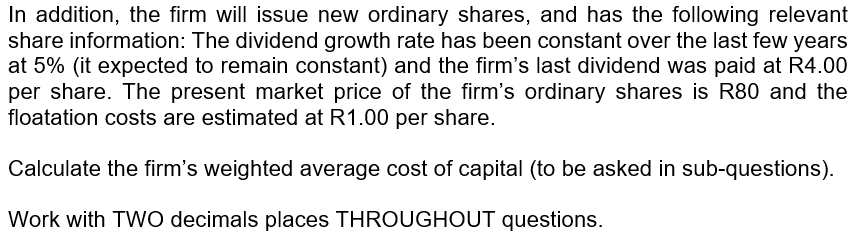 In addition, the firm will issue new ordinary shares, and has the following relevant
share information: The dividend growth rate has been constant over the last few years
at 5% (it expected to remain constant) and the firm's last dividend was paid at R4.00
per share. The present market price of the firm's ordinary shares is R80 and the
floatation costs are estimated at R1.00 per share.
Calculate the firm's weighted average cost of capital (to be asked in sub-questions).
Work with TWO decimals places THROUGHOUT questions.